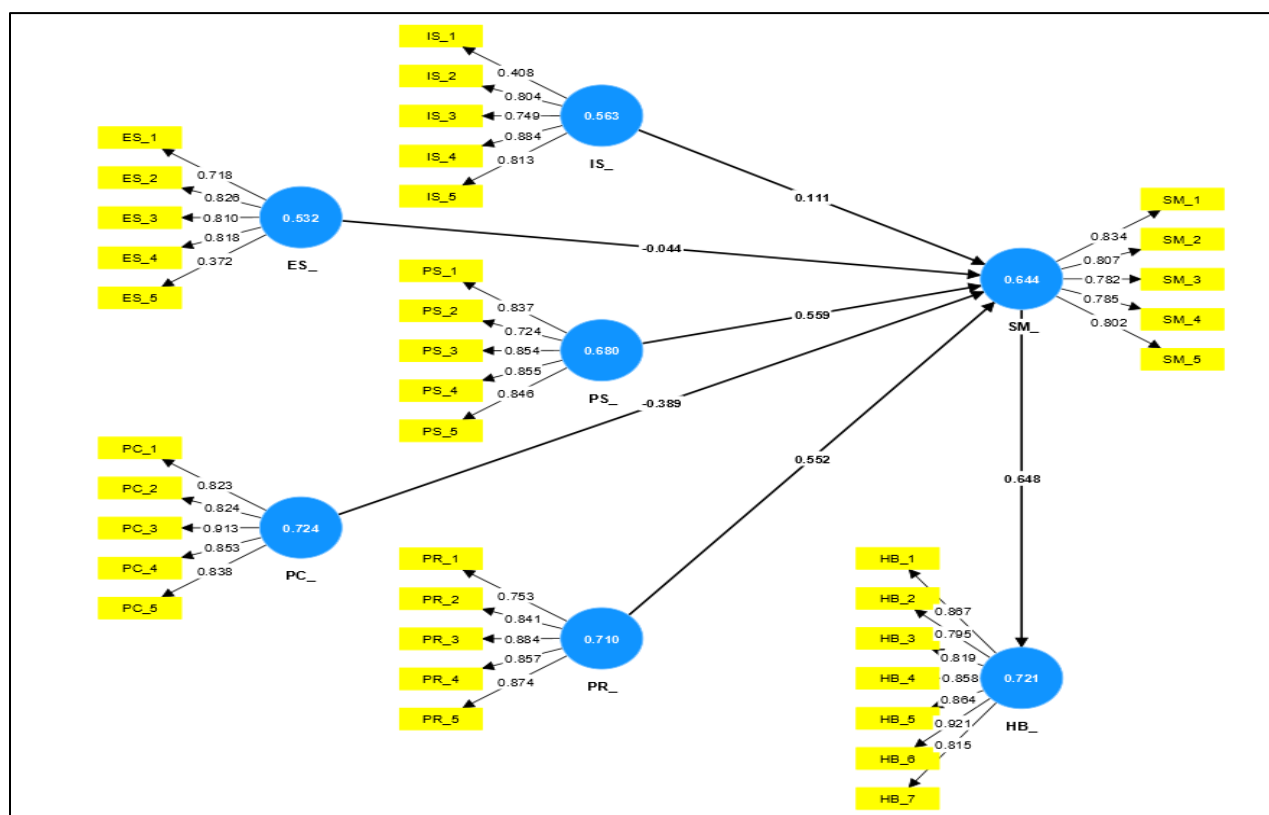 IS_1
IS_2
IS_3
IS_4
IS_5
0.408
0.804
0.749
0.884
0.813
0.563
IS_
ES_1
ES_2
ES_3
ES_4
ES_5
0.718
0.826
0.810
0.818
0.372
0.532
ES_
PS_1
PS_2
PS_3
PS_4
PS_5
0.837
0.724
0.854
0.855
0.846
0.680
PS_
PC_1
PC_2
PC_3
PC_4
PC_5
0.823
0.824
0.913
0.853
0.838
0.724
PC_
PR_1
PR_2
PR_3
PR_4
PR_5
0.753
0.841
0.884
0.857
0.874
0.710
PR_
0.111
-0.044
0.559
-0.389
0.552
0.648
0.644
SM_
0.834
0.807
0.782
0.785
0.802
SM_1
SM_2
SM_3
SM_4
SM_5
HB_1
HB_2
HB_3
HB_4
HB_5
HB_6
HB_7
0.867
0.795
0.819
0.858
0.864
0.921
0.815
0.721
HB_